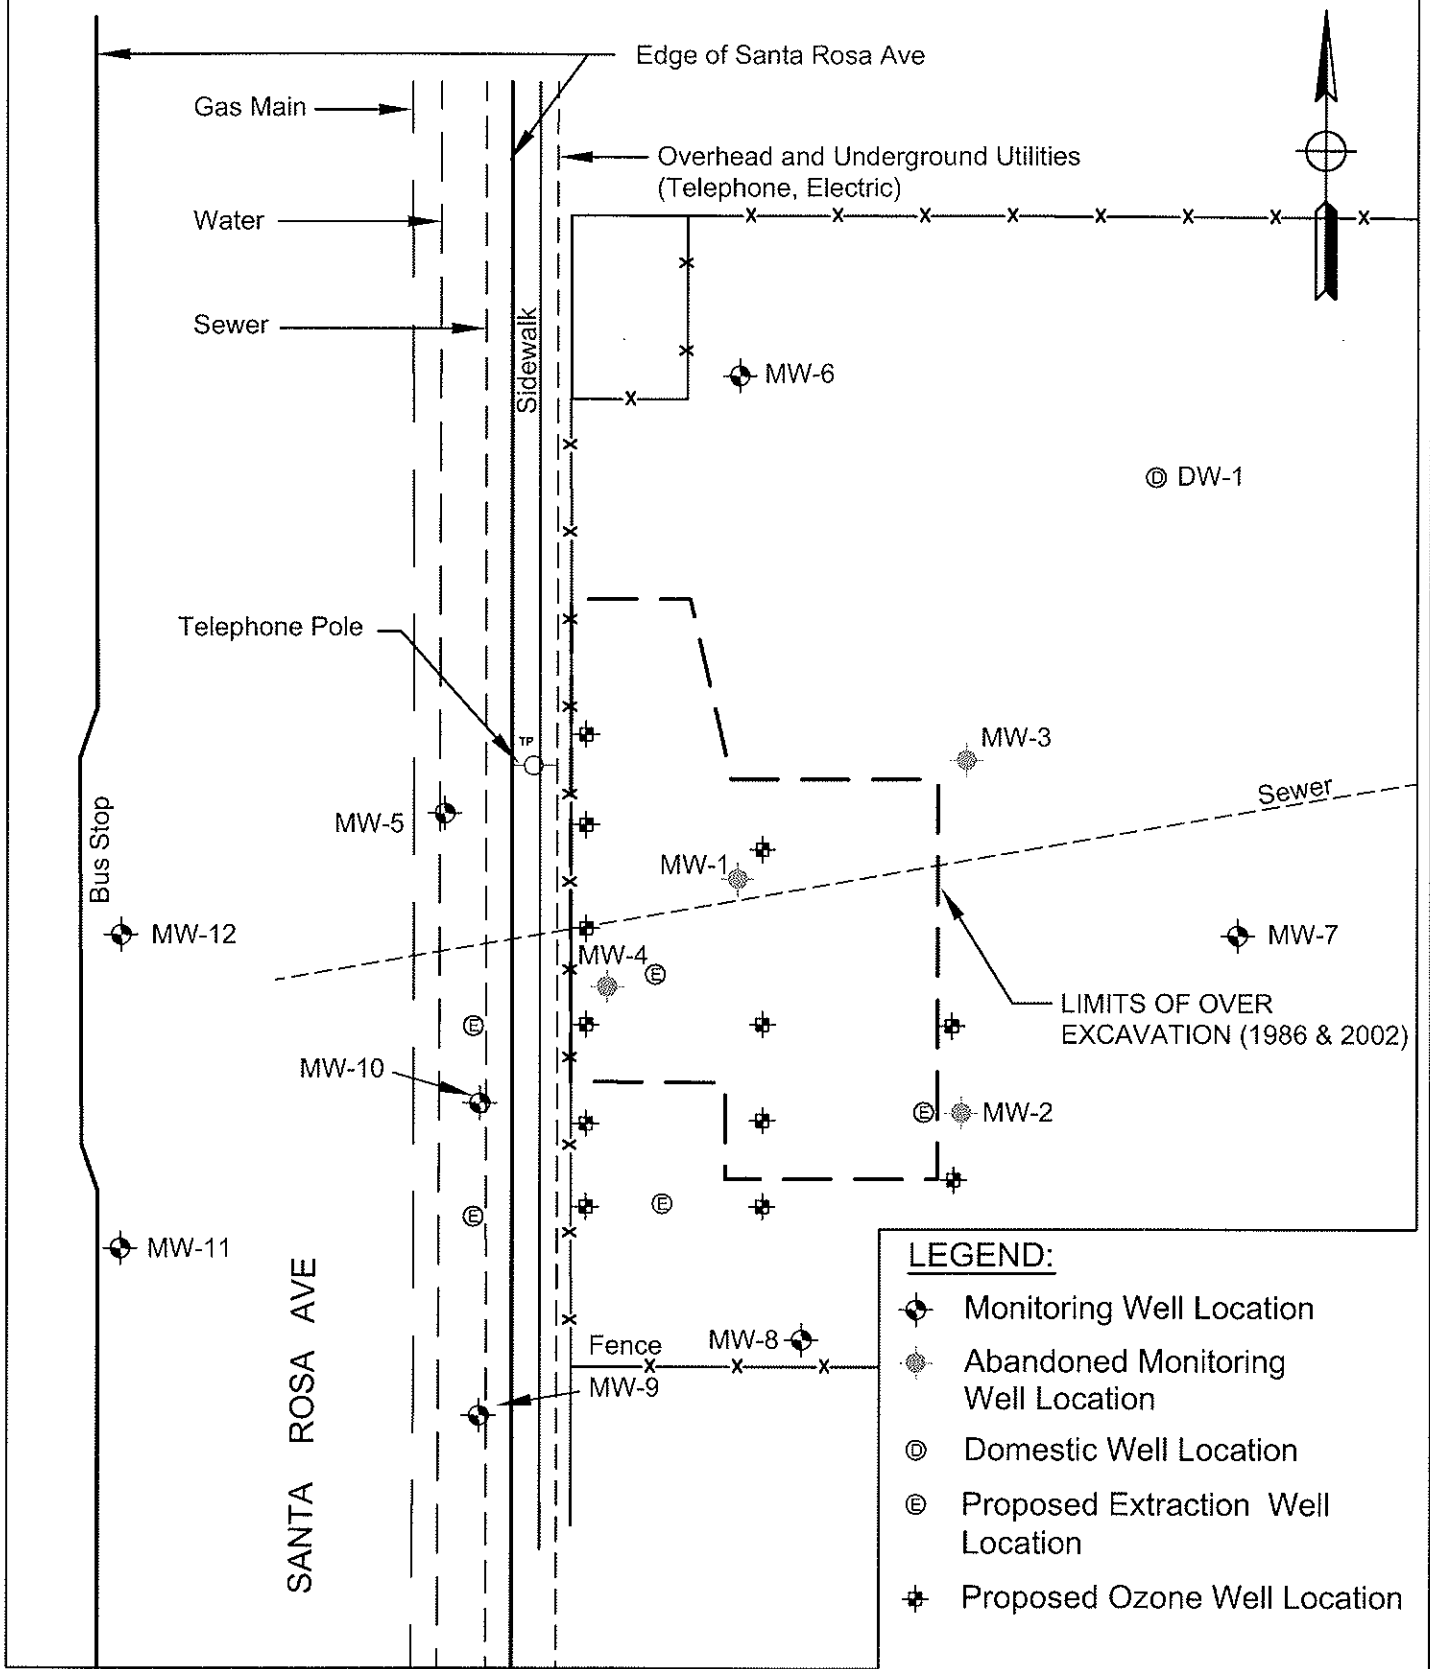 Edge of Santa Rosa Ave
Gas Main
Overhead and Underground Utilities
(Telephone, Electric)
Water
Sewer
Sidewalk
MW-6
DW-1
Telephone Pole
TP
MW-3
Sewer
MW-5
MW-1
Bus Stop
MW-12
MW-4
MW-7
LIMITS OF OVER
EXCAVATION (1986 & 2002)
MW-10
MW-2
MW-11
SANTA ROSA AVE
Fence
MW-8
MW-9
LEGEND:
Monitoring Well Location
Abandoned Monitoring
Well Location
D Domestic Well Location
E Proposed Extraction Well
Location
Proposed Ozone Well Location